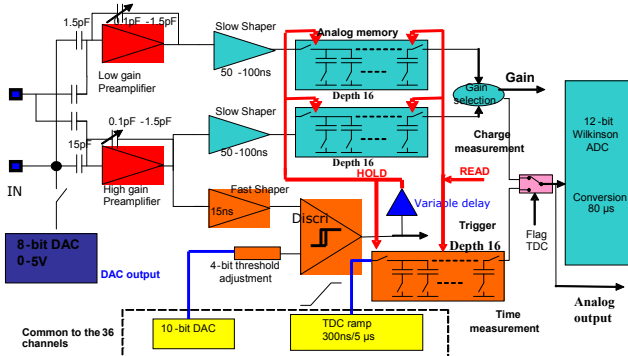 1.5pF
0.1pF -1.5pF
Slow Shaper
Analog memory
Low gain
Preamplifier
50 -100ns
Depth 16
Gain
Gain
selection
Slow Shaper
0.1pF -1.5pF
15pF
50 -100ns
Depth 16
Charge
measurement
12-bit
Wilkinson
ADC
Conversion
80 µs
IN
High gain
Preamplifier
Fast Shaper
15ns
HOLD
READ
Variable delay
Discri
Trigger
Flag
TDC
Depth 16
8-bit DAC
0-5V
DAC output
4-bit threshold
adjustment
Time
measurement
Analog
output
Common to the 36
channels
10-bit DAC
TDC ramp
300ns/5 µs